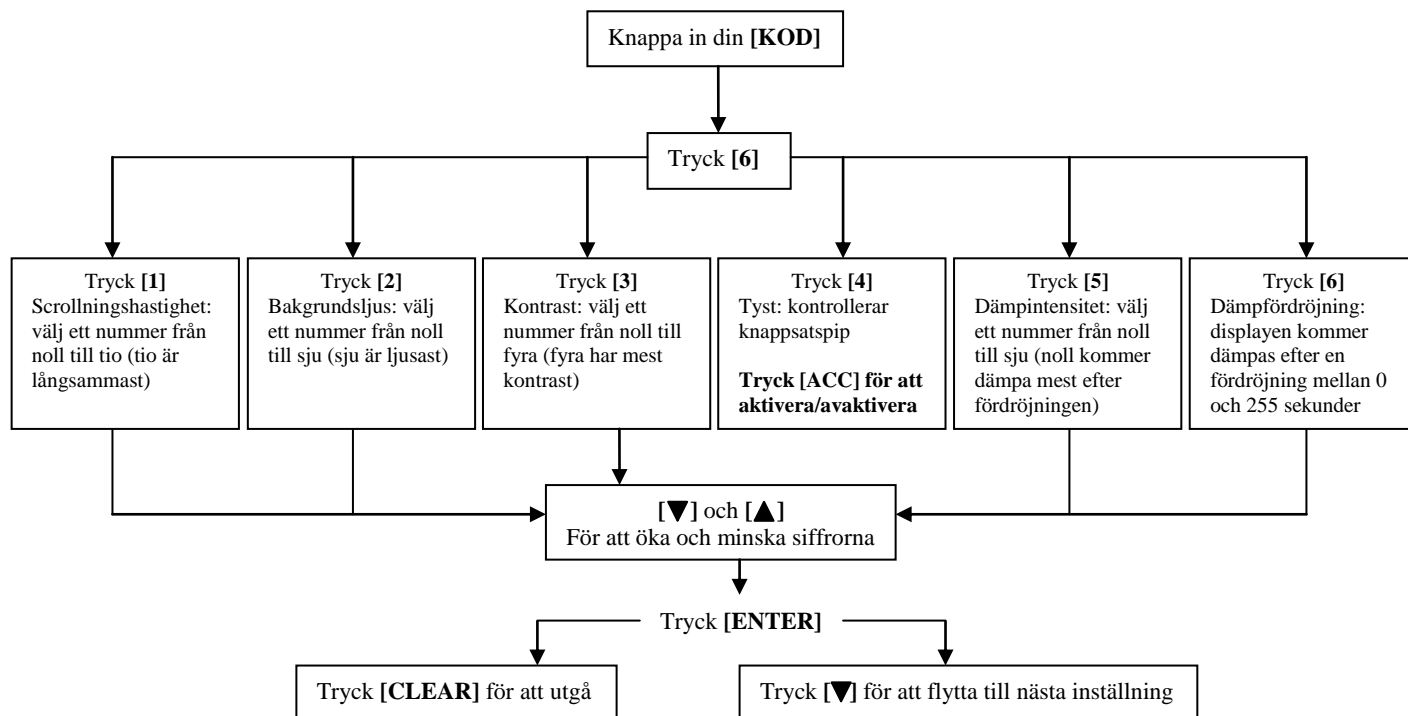 Knappa in din [KOD]
Tryck [6]
Tryck [1]
Scrollningshastighet:
välj ett nummer från
noll till tio (tio är
långsammast)
Tryck [2]
Bakgrundsljus: välj
ett nummer från noll
till sju (sju är ljusast)
Tryck [3]
Kontrast: välj ett
nummer från noll till
fyra (fyra har mest
kontrast)
Tryck [4]
Tyst: kontrollerar
knappsatspip
Tryck [ACC] för att
aktivera/avaktivera
Tryck [5]
Dämpintensitet: välj
ett nummer från noll
till sju (noll kommer
dämpa mest efter
fördröjningen)
Tryck [6]
Dämpfördröjning:
displayen kommer
dämpas efter en
fördröjning mellan 0
och 255 sekunder
[▼] och [▲]
För att öka och minska siffrorna
Tryck [ENTER]
Tryck [CLEAR] för att utgå
Tryck [▼] för att flytta till nästa inställning